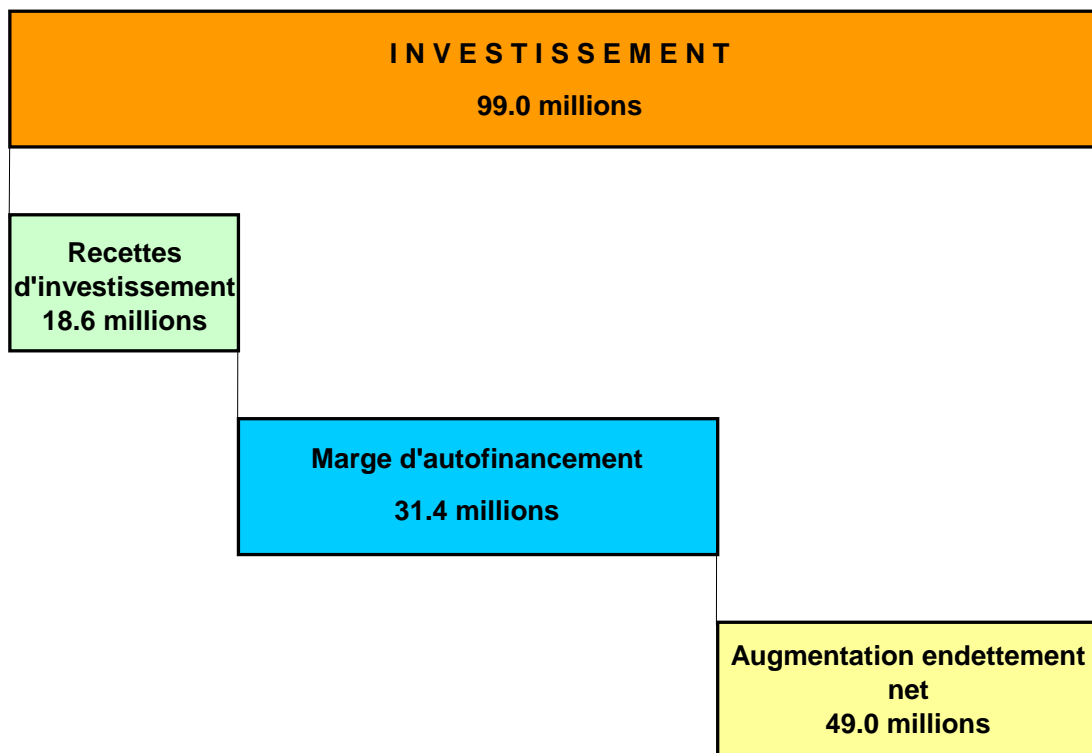 I N V E S T I S S E M E N T
99.0 millions
Recettes
d'investissement
18.6 millions
Marge d'autofinancement
31.4 millions
Augmentation endettement
net
49.0 millions